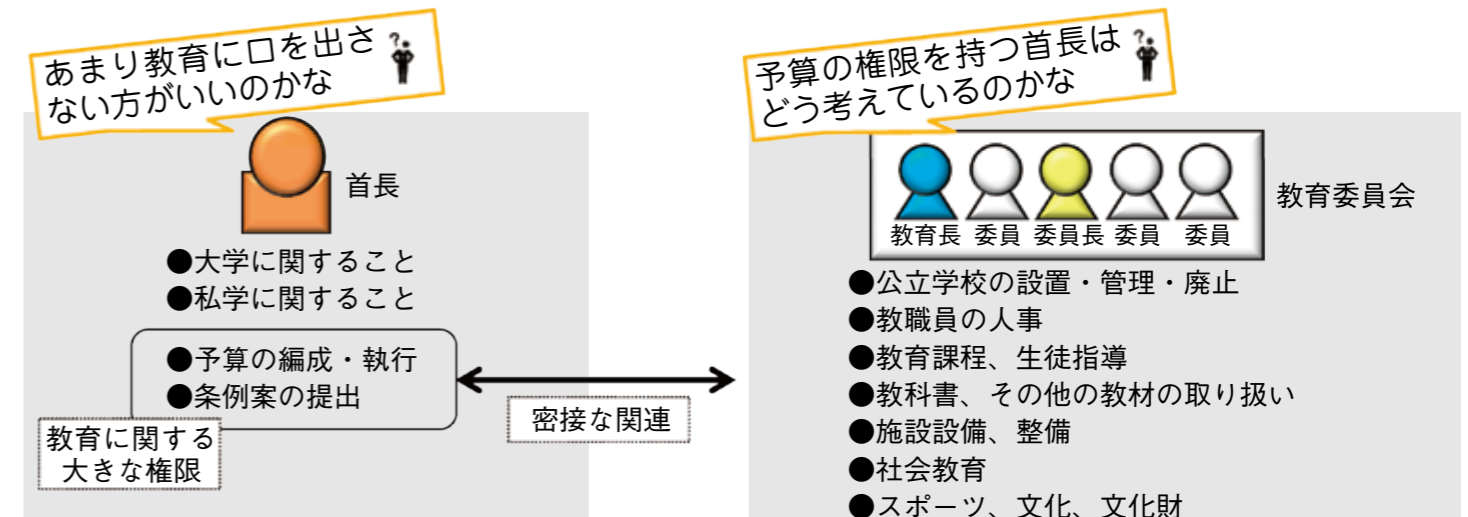 あまり教育に口を出さ
ない方がいいのかな
首長
●大学に関すること
●私学に関すること
●予算の編成・執行
●条例案の提出
教育に関する
大きな権限
密接な関連
予算の権限を持つ首長は
どう考えているのかな
教育長 委員 委員長 委員 委員
教育委員会
●公立学校の設置・管理・廃止
●教職員の人事
●教育課程、生徒指導
●教科書、その他の教材の取り扱い
●施設設備、整備
●社会教育
●スポーツ、文化、文化財